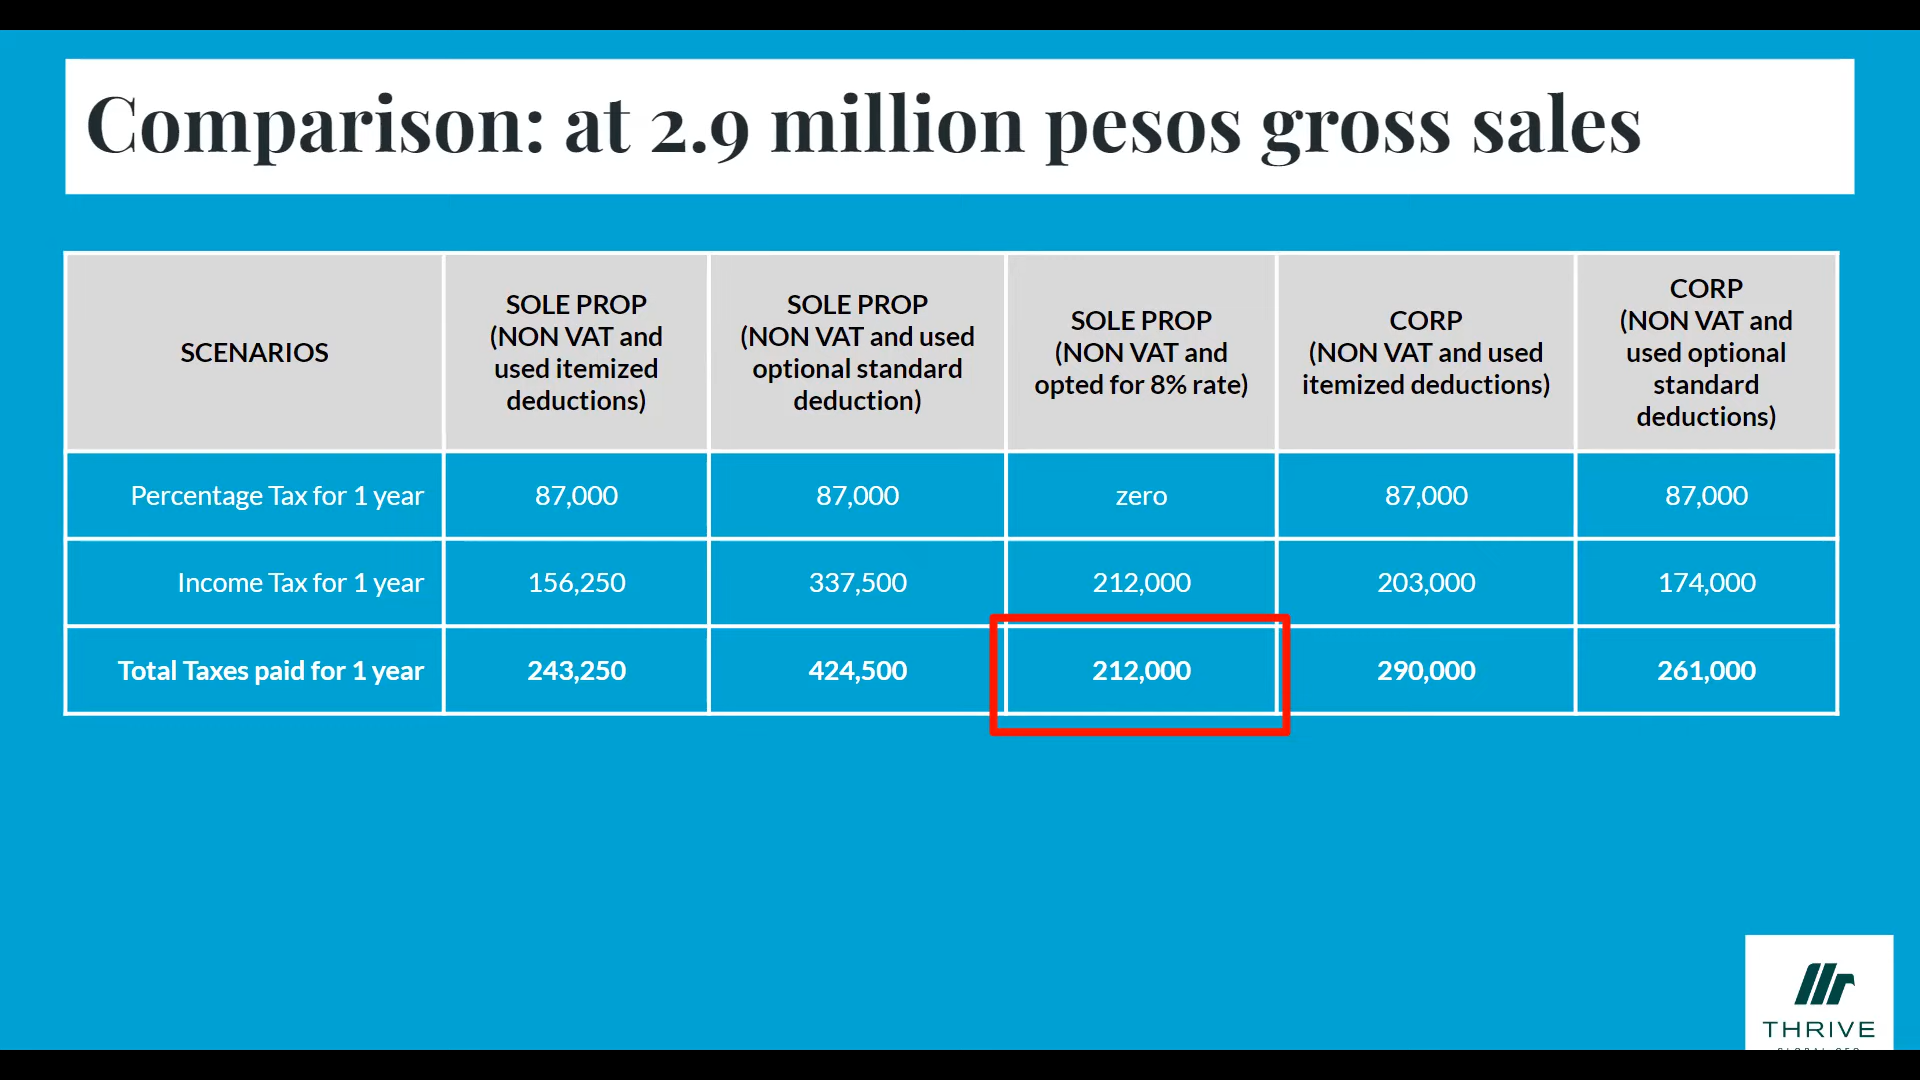 Comparison: at 2.9 million pesos gross sales
SCENARIOS
SOLE PROP
(NON VAT and
used itemized
deductions)
SOLE PROP
(NON VAT and used
optional standard
deduction)
SOLE PROP
(NON VAT and
opted for 8% rate)
CORP
(NON VAT and used
itemized deductions)
CORP
(NON VAT and
used optional
standard
deductions)
Percentage Tax for 1 year 87,000 87,000 zero 87,000 87,000
Income Tax for 1 year 156,250 337,500 212,000 203,000 174,000
Total Taxes paid for 1 year 243,250 424,500 212,000 290,000 261,000
THRIVE